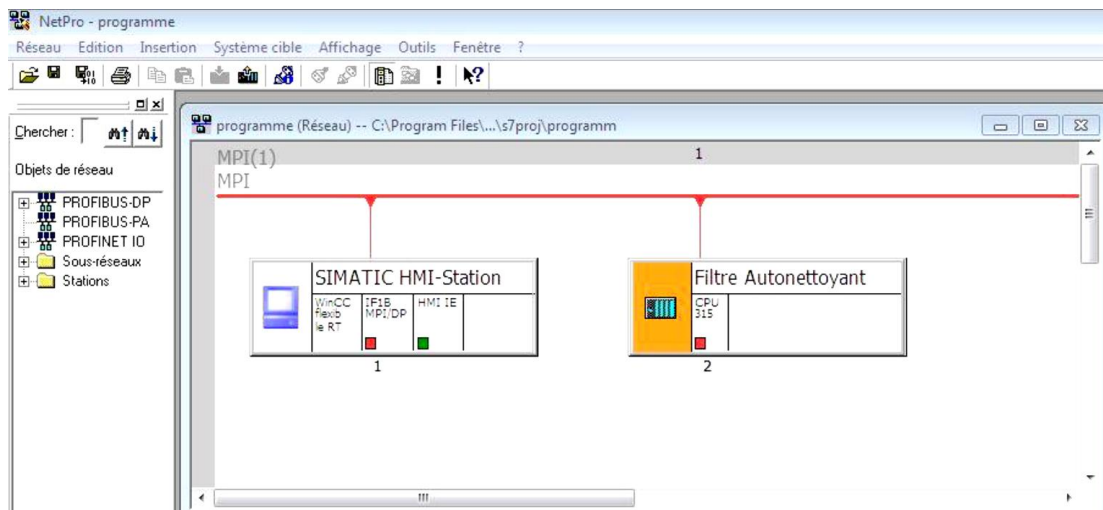 NetPro - programme
Réseau Edition Insertion Système cible Affichage Outils Fenêtre ?
Chercher :
Objets de réseau
PROFIBUS-DP
PROFIBUS-PA
PROFINET IO
Sous-réseaux
Stations
programme (Réseau) -- C:\Program Files\...\s7proj\programm
1
MPI(1)
MPI
SIMATIC HMI-Station
WinCC
flexib
le RT
IF1B
MPI/DP
HMI IE
1
Filtre Autonettoyant
CPU
315
2